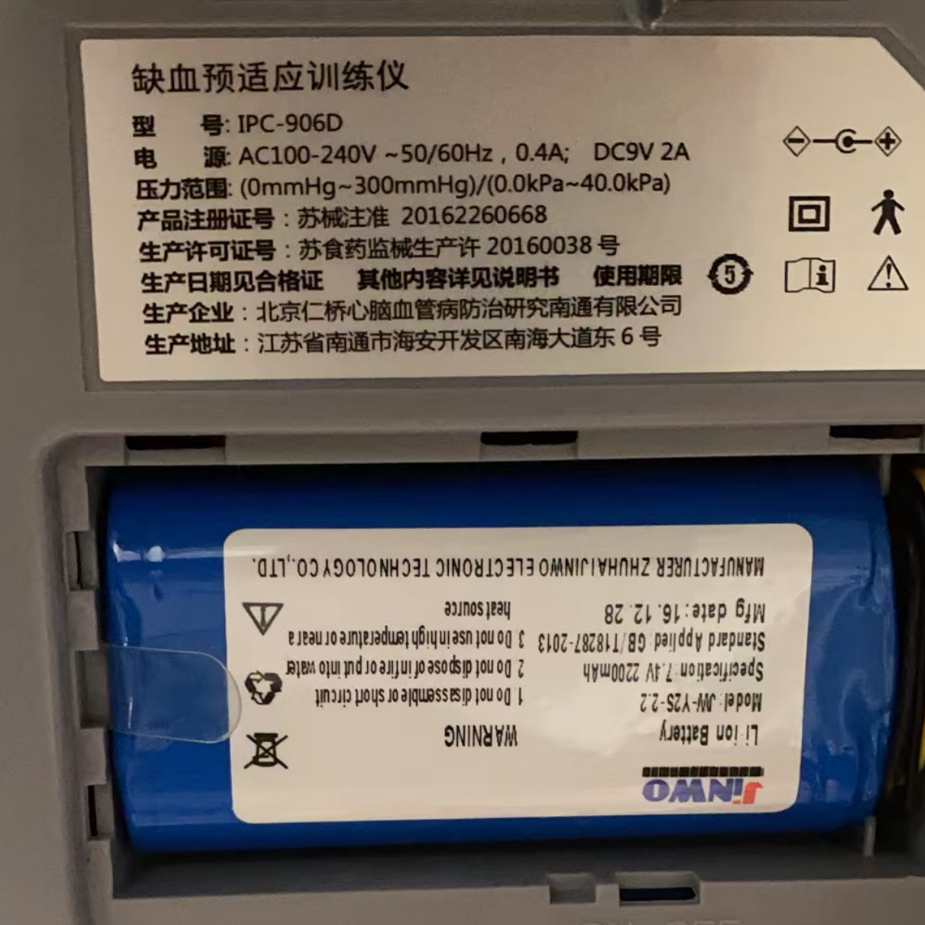 缺血预适应训练仪
型 号: IPC-906D
电 源: AC100-240V ~50/60Hz , 0.4A; DC9V 2A
压力范围: (0mmHg~300mmHg)/(0.0kPa~40.0kPa)
产品注册证号：苏械注准 20162260668
生产许可证号：苏食药监械生产许 20160038 号
生产日期见合格证 其他内容详见说明书 使用期限 5
生产企业：北京仁桥心脑血管病防治研究南通有限公司
生产地址：江苏省南通市海安开发区南海大道东 6 号
JiNWO
Li-ion Battery
Model: JW-Y2S-2.2
Specification: 7.4V 2200mAh
Standard Applied: GB/T18287-2013
Mfg date: 16. 12. 28
WARNING
1 Do not disasssemble or short circuit
2 Do not dispose of in fire or put into water
3 Do not use in high temperature or near a
heat source
MANUFACTURER ZHUHAIJINWO ELECTRONIC TECHNOLOGY CO.,LTD.